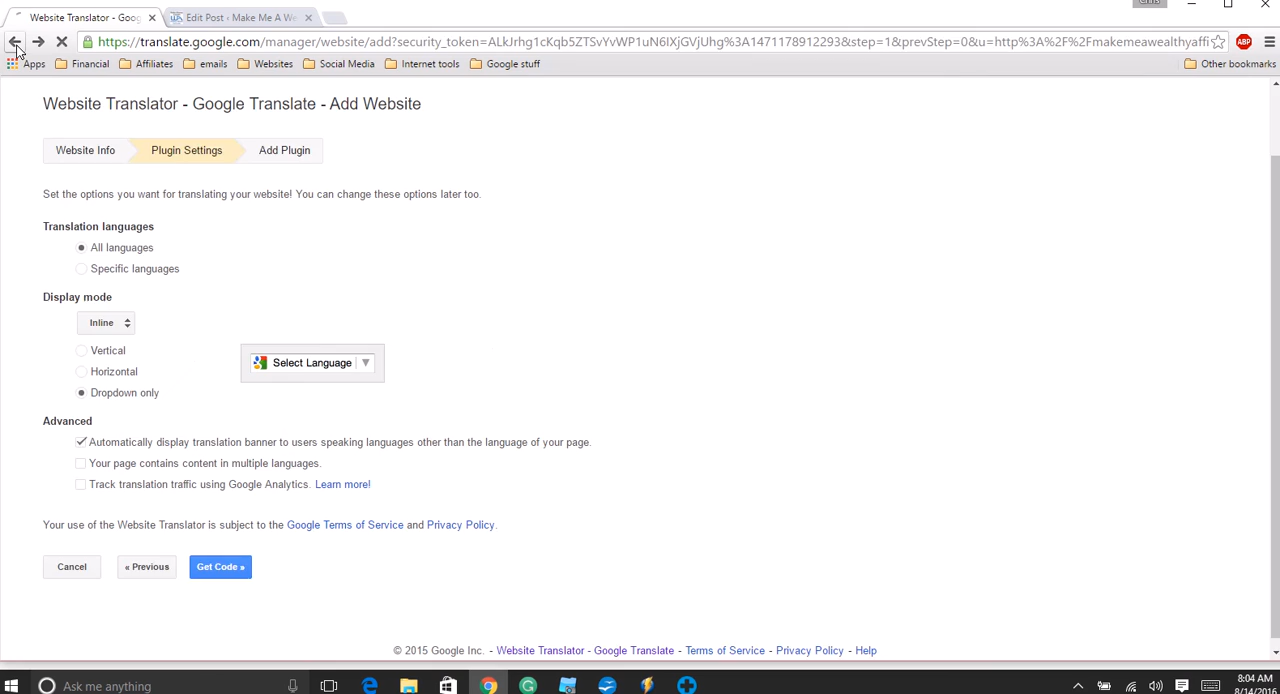 Website Translator - Goog
Edit Post ‹ Make Me A We
Chris
https://translate.google.com/manager/website/add?security_token=ALkJrhg1cKqb5ZTSvYvWP1uN6IXjGVjUhg%3A1471178912293&step=1&prevStep=0&u=http%3A%2F%2Fmakemeawealthyaffi
ABP
Apps Financial Affiliates emails Websites Social Media Internet tools Google stuff Other bookmarks
Website Translator - Google Translate - Add Website
Website Info Plugin Settings Add Plugin
Set the options you want for translating your website! You can change these options later too.
Translation languages
All languages
Specific languages
Display mode
Inline
Vertical
Select Language
Horizontal
Dropdown only
Advanced
Automatically display translation banner to users speaking languages other than the language of your page.
Your page contains content in multiple languages.
Track translation traffic using Google Analytics. Learn more!
Your use of the Website Translator is subject to the Google Terms of Service and Privacy Policy.
Cancel « Previous Get Code »
© 2015 Google Inc. - Website Translator - Google Translate - Terms of Service - Privacy Policy - Help
Ask me anything
8:04 AM